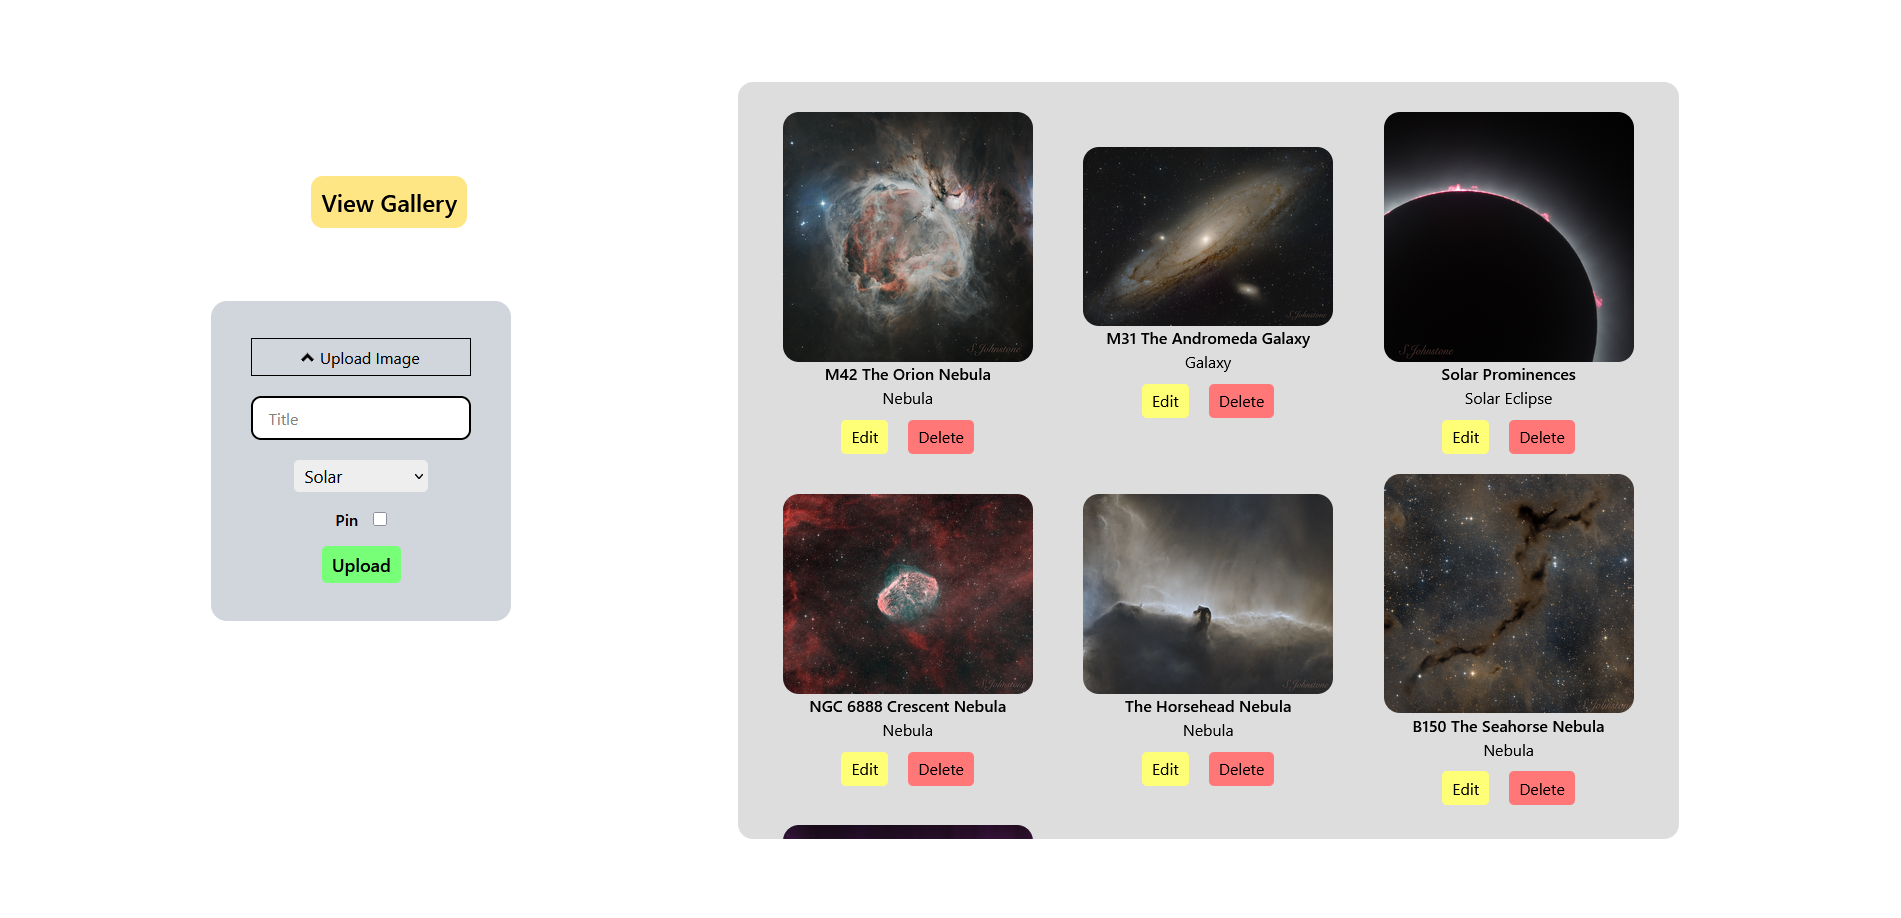 View Gallery
Upload Image
Title
Solar
Pin
Upload
S.Johnstone
M42 The Orion Nebula
Nebula
Edit Delete
S.Johnstone
M31 The Andromeda Galaxy
Galaxy
Edit Delete
S.Johnstone
Solar Prominences
Solar Eclipse
Edit Delete
S.Johnstone
NGC 6888 Crescent Nebula
Nebula
Edit Delete
S.Johnstone
The Horsehead Nebula
Nebula
Edit Delete
S.Johnstone
B150 The Seahorse Nebula
Nebula
Edit Delete